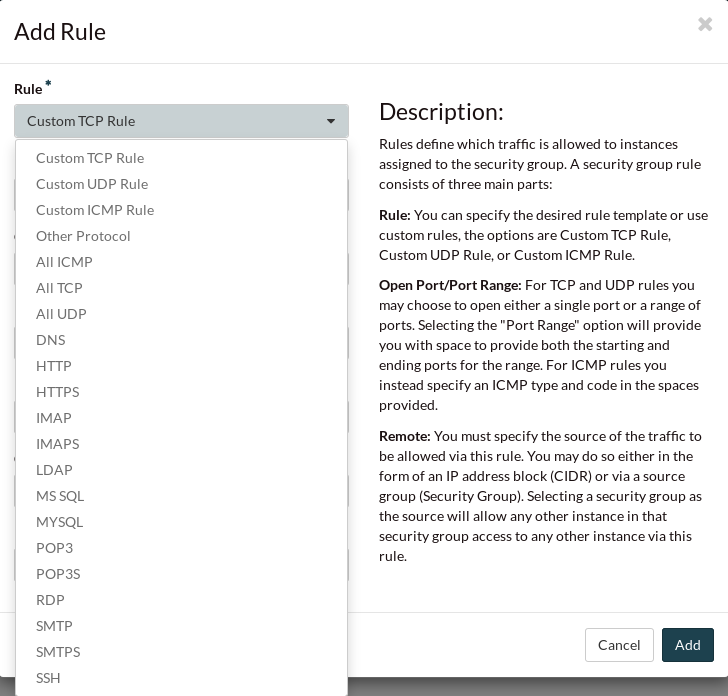 Add Rule
✖
Rule *
Custom TCP Rule
Custom TCP Rule
Custom UDP Rule
Custom ICMP Rule
Other Protocol
All ICMP
All TCP
All UDP
DNS
HTTP
HTTPS
IMAP
IMAPS
LDAP
MS SQL
MYSQL
POP3
POP3S
RDP
SMTP
SMTPS
SSH
Description:
Rules define which traffic is allowed to instances
assigned to the security group. A security group rule
consists of three main parts:
Rule: You can specify the desired rule template or use
custom rules, the options are Custom TCP Rule,
Custom UDP Rule, or Custom ICMP Rule.
Open Port/Port Range: For TCP and UDP rules you
may choose to open either a single port or a range of
ports. Selecting the "Port Range" option will provide
you with space to provide both the starting and
ending ports for the range. For ICMP rules you
instead specify an ICMP type and code in the spaces
provided.
Remote: You must specify the source of the traffic to
be allowed via this rule. You may do so either in the
form of an IP address block (CIDR) or via a source
group (Security Group). Selecting a security group as
the source will allow any other instance in that
security group access to any other instance via this
rule.
Cancel
Add